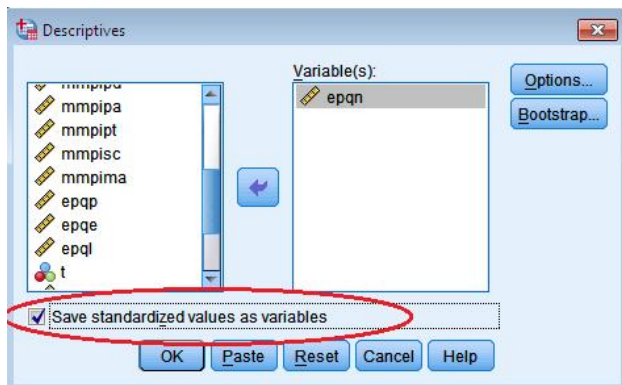 Descriptives
Variable(s):
mmpipa
mmpipt
mmpisc
mmpima
epqp
epqe
epql
t
epqn
Options...
Bootstrap...
Save standardized values as variables
OK Paste Reset Cancel Help